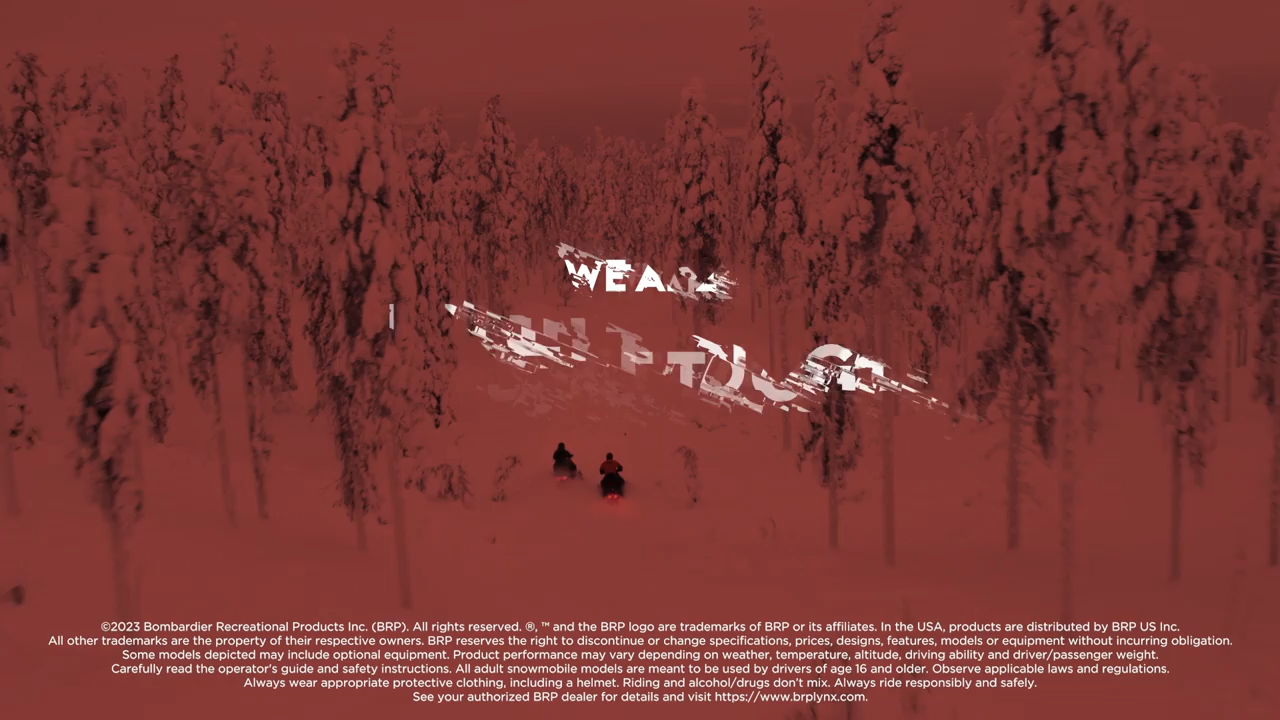 WE
©2023 Bombardier Recreational Products Inc. (BRP). All rights reserved. ®, ™ and the BRP logo are trademarks of BRP or its affiliates. In the USA, products are distributed by BRP US Inc.
All other trademarks are the property of their respective owners. BRP reserves the right to discontinue or change specifications, prices, designs, features, models or equipment without incurring obligation.
Some models depicted may include optional equipment. Product performance may vary depending on weather, temperature, altitude, driving ability and driver/passenger weight.
Carefully read the operator's guide and safety instructions. All adult snowmobile models are meant to be used by drivers of age 16 and older. Observe applicable laws and regulations.
Always wear appropriate protective clothing, including a helmet. Riding and alcohol/drugs don't mix. Always ride responsibly and safely.
See your authorized BRP dealer for details and visit https://www.brplynx.com.